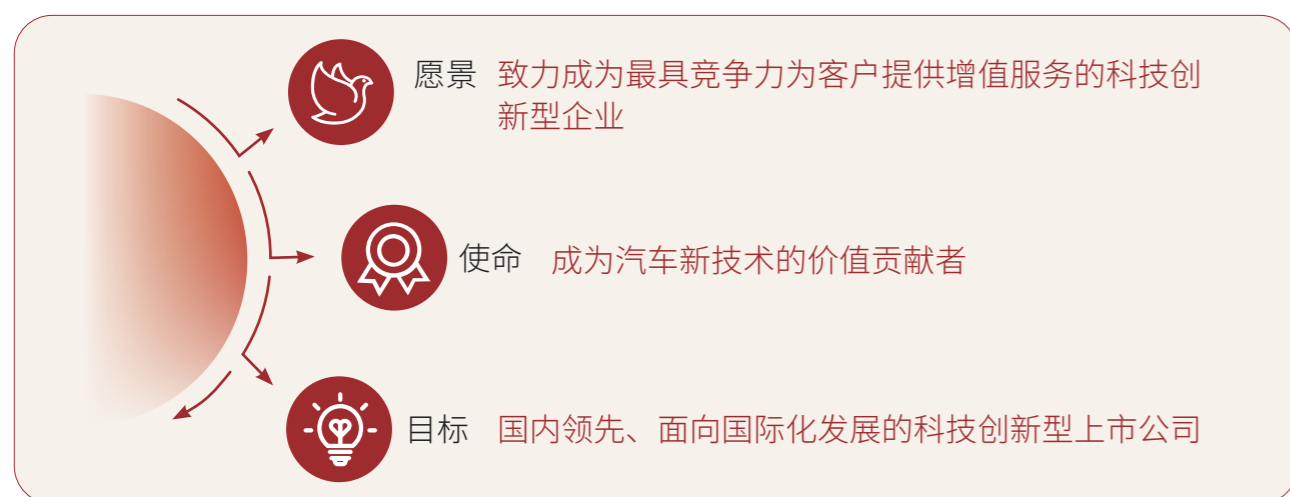 愿景 致力成为最具竞争力为客户提供增值服务的科技创
新型企业
使命 成为汽车新技术的价值贡献者
目标 国内领先、面向国际化发展的科技创新型上市公司